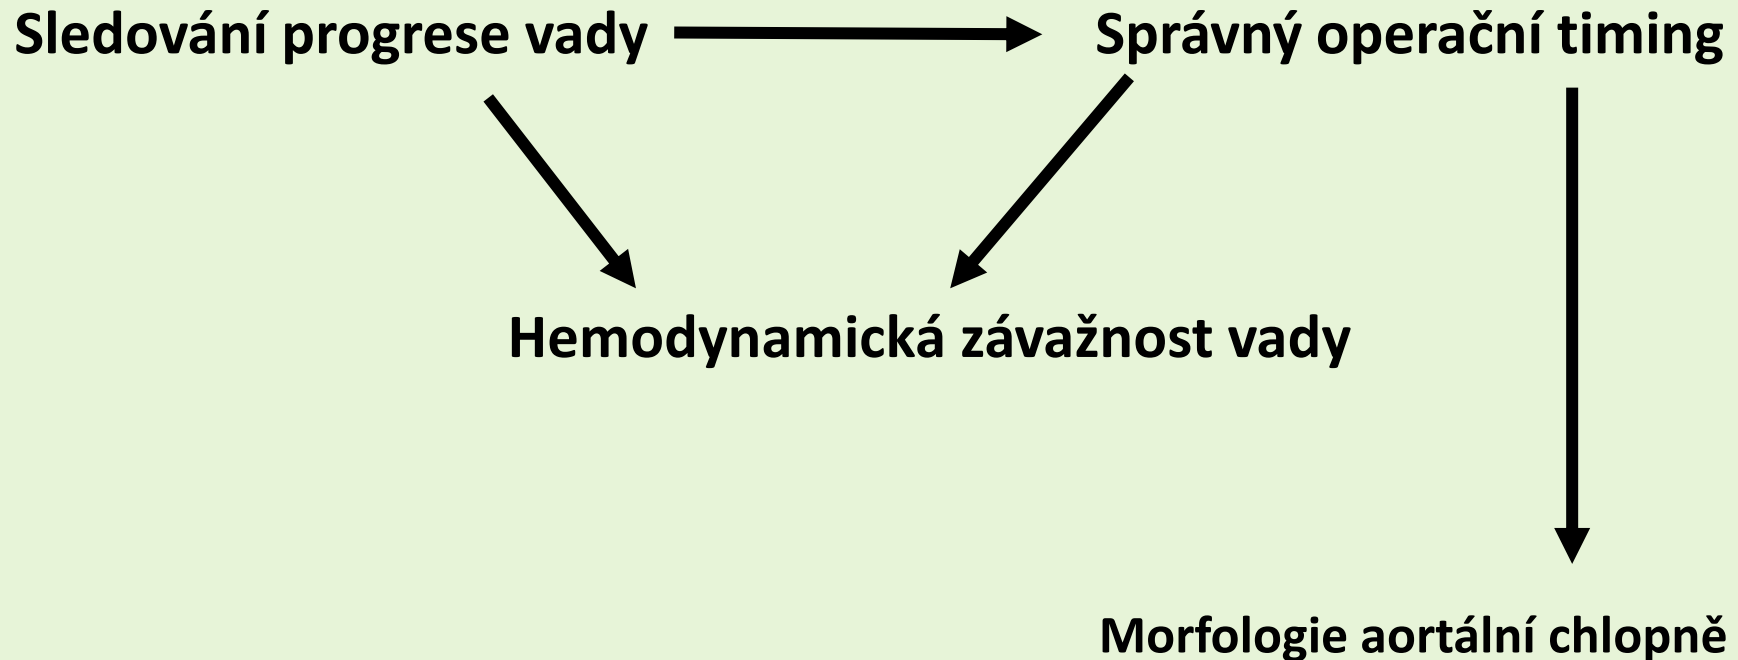 Sledování progrese vady
Správný operační timing
Hemodynamická závažnost vady
Morfologie aortální chlopně